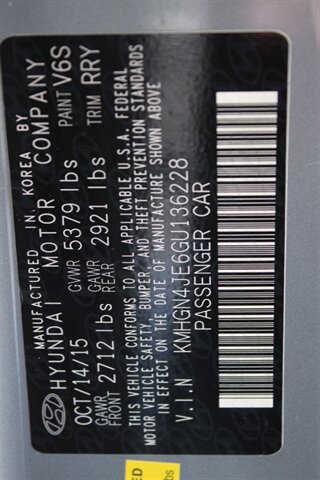 MANUFACTURED IN KOREA BY
HYUNDAI MOTOR COMPANY
OCT/14/15 GVWR 5379 lbs PAINT V6S
GAWR FRONT 2712 lbs GAWR REAR 2921 lbs TRIM RRY
THIS VEHICLE CONFORMS TO ALL APPLICABLE U.S.A. FEDERAL
MOTOR VEHICLE SAFETY, BUMPER, AND THEFT PREVENTION STANDARDS
IN EFFECT ON THE DATE OF MANUFACTURE SHOWN ABOVE
V.I.N KMHGN4JE6GU136228
PASSENGER CAR
ED
bs